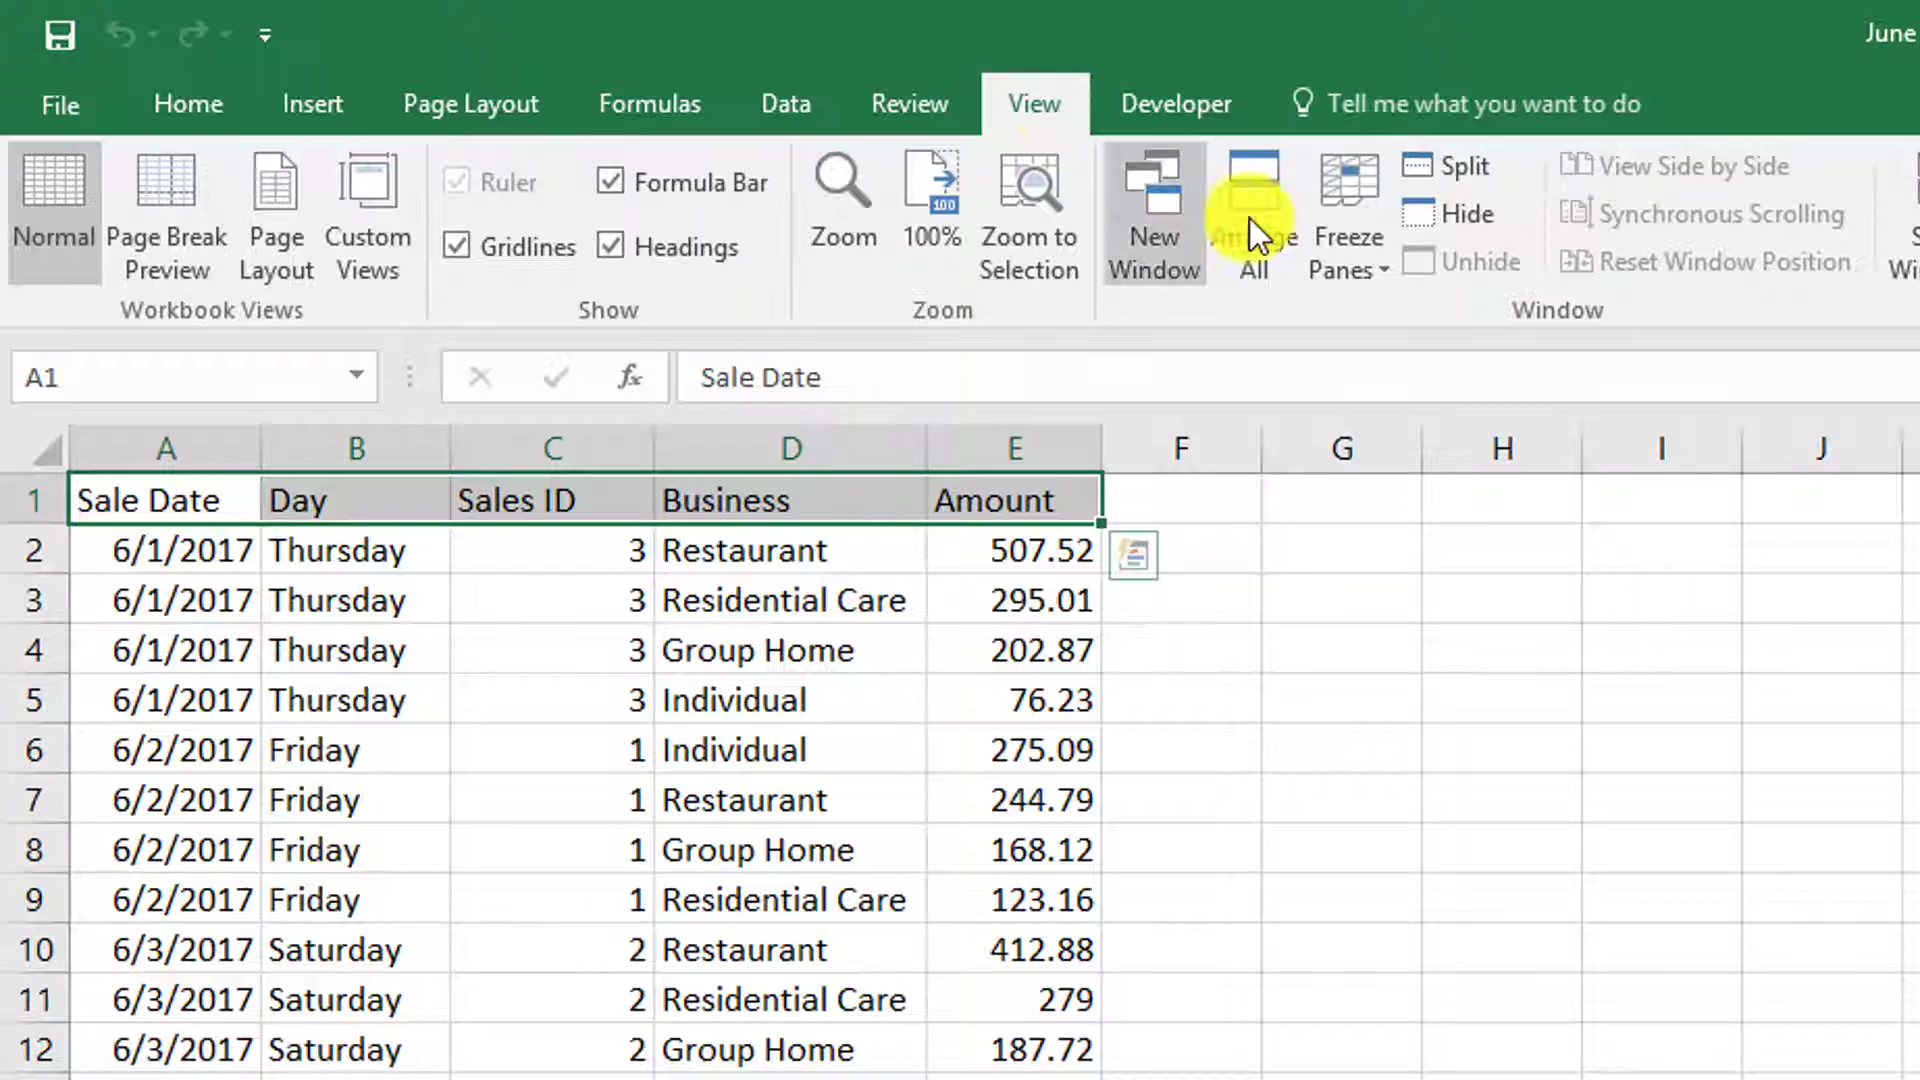 June
File Home Insert Page Layout Formulas Data Review View Developer Tell me what you want to do
Normal Page Break Preview Page Layout Custom Views
Ruler Formula Bar
Gridlines Headings
Zoom 100% 100 Zoom to Selection
New Window All Freeze Panes
Split View Side by Side
Hide Synchronous Scrolling
Unhide Reset Window Position
Workbook Views Show Zoom Window
A1 fx Sale Date
A B C D E F G H I J
1 Sale Date Day Sales ID Business Amount
2 6/1/2017 Thursday 3 Restaurant 507.52
3 6/1/2017 Thursday 3 Residential Care 295.01
4 6/1/2017 Thursday 3 Group Home 202.87
5 6/1/2017 Thursday 3 Individual 76.23
6 6/2/2017 Friday 1 Individual 275.09
7 6/2/2017 Friday 1 Restaurant 244.79
8 6/2/2017 Friday 1 Group Home 168.12
9 6/2/2017 Friday 1 Residential Care 123.16
10 6/3/2017 Saturday 2 Restaurant 412.88
11 6/3/2017 Saturday 2 Residential Care 279
12 6/3/2017 Saturday 2 Group Home 187.72